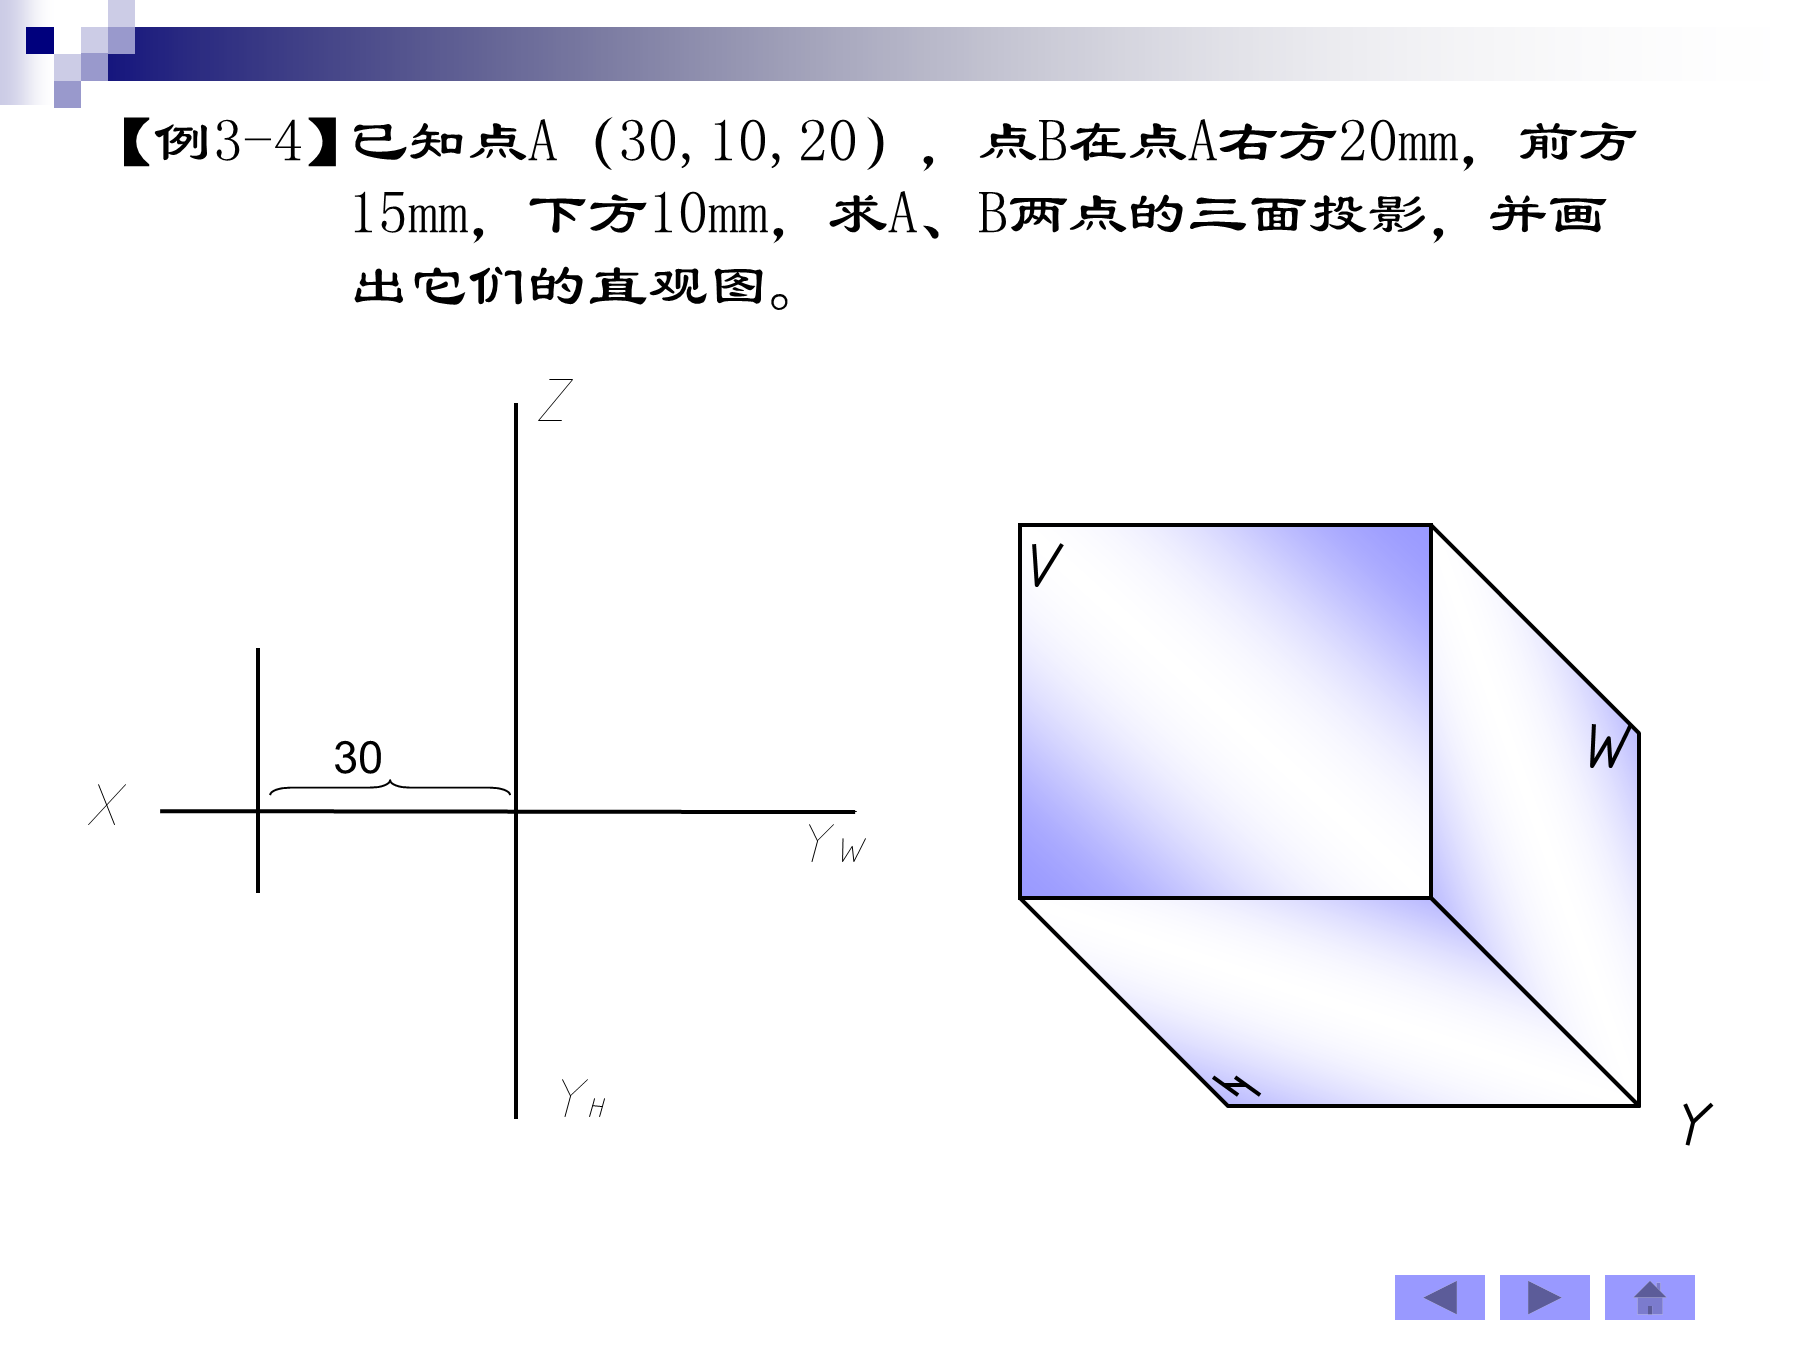 【例3-4】已知点A（30,10,20），点B在点A右方20mm，前方
15mm，下方10mm，求A、B两点的三面投影，并画
出它们的直观图。
Z
V
W
30
X
YW
YH
H
Y